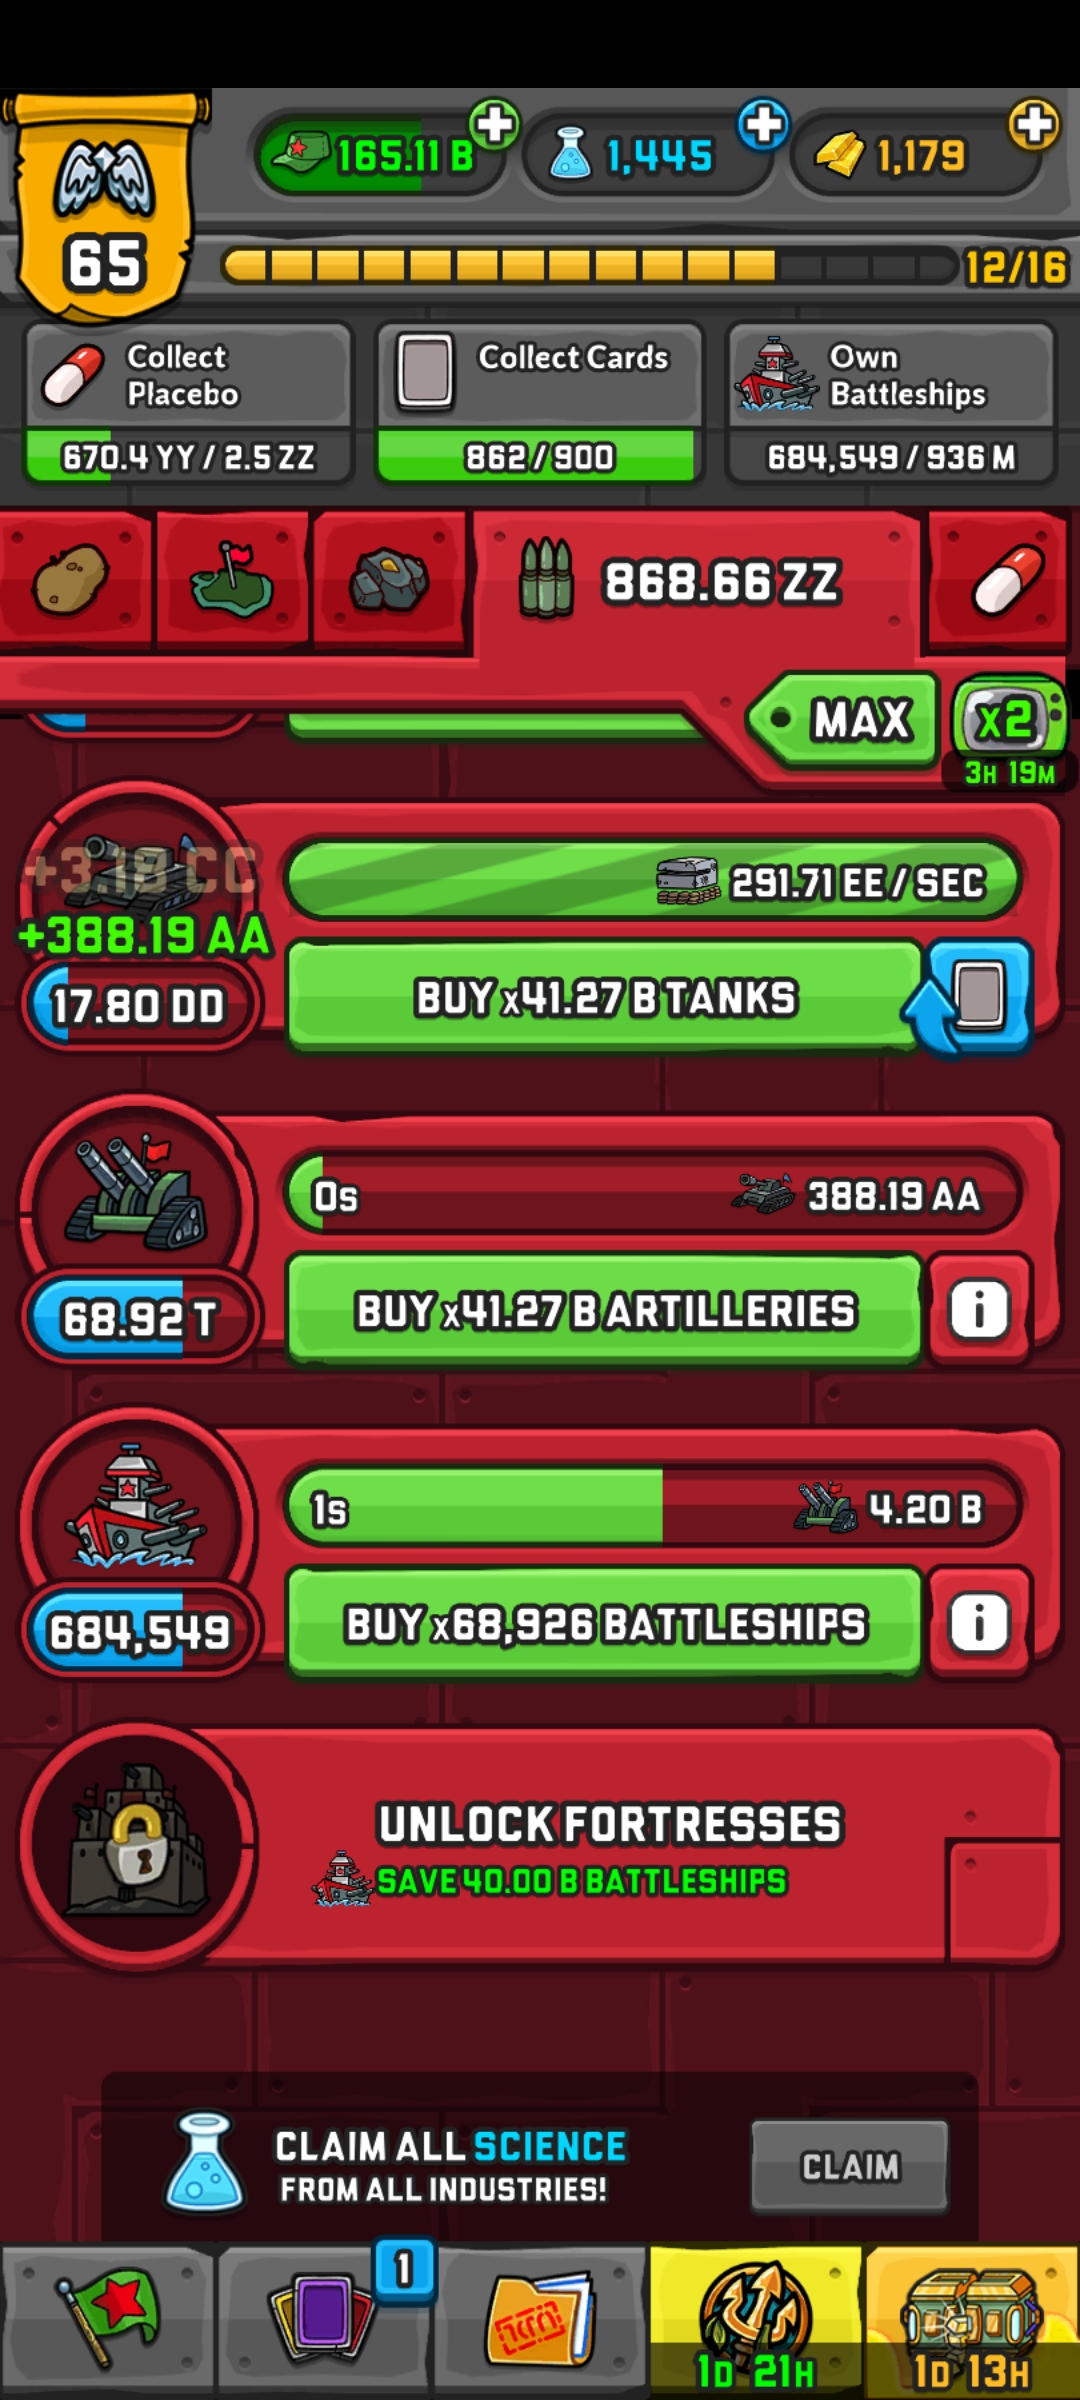 165.11 B
1,445
1,179
65
12/16
Collect
Placebo
670.4 YY / 2.5 ZZ
Collect Cards
862/900
Own
Battleships
684,549 / 936 M
868.66 ZZ
MAX
x2
3H 19M
+3.18 CC
+388.19 AA
17.80 DD
291.71 EE / SEC
BUY x41.27 B TANKS
0s
388.19 AA
68.92 T
BUY x41.27 B ARTILLERIES
1s
4.20 B
684,549
BUY x68,926 BATTLESHIPS
UNLOCK FORTRESSES
SAVE 40.00 B BATTLESHIPS
CLAIM ALL SCIENCE
FROM ALL INDUSTRIES!
CLAIM
1
1D 21H
1D 13H